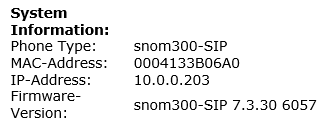 System
Information:
Phone Type: snom300-SIP
MAC-Address: 0004133B06A0
IP-Address: 10.0.0.203
Firmware-
Version: snom300-SIP 7.3.30 6057